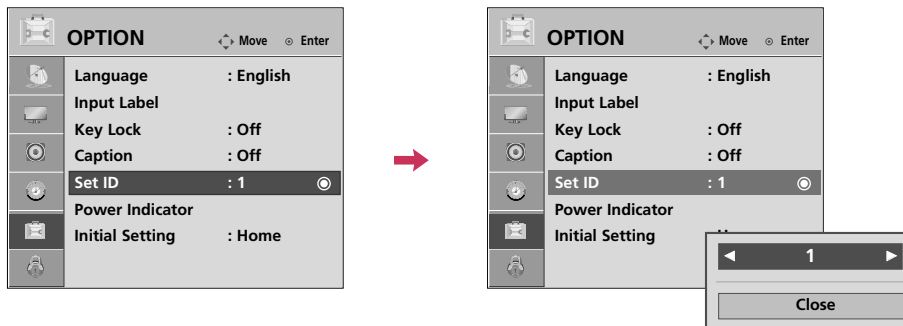 OPTION Move Enter
Language : English
Input Label
Key Lock : Off
Caption : Off
Set ID : 1
Power Indicator
Initial Setting : Home
OPTION Move Enter
Language : English
Input Label
Key Lock : Off
Caption : Off
Set ID : 1
Power Indicator
Initial Setting
1
Close